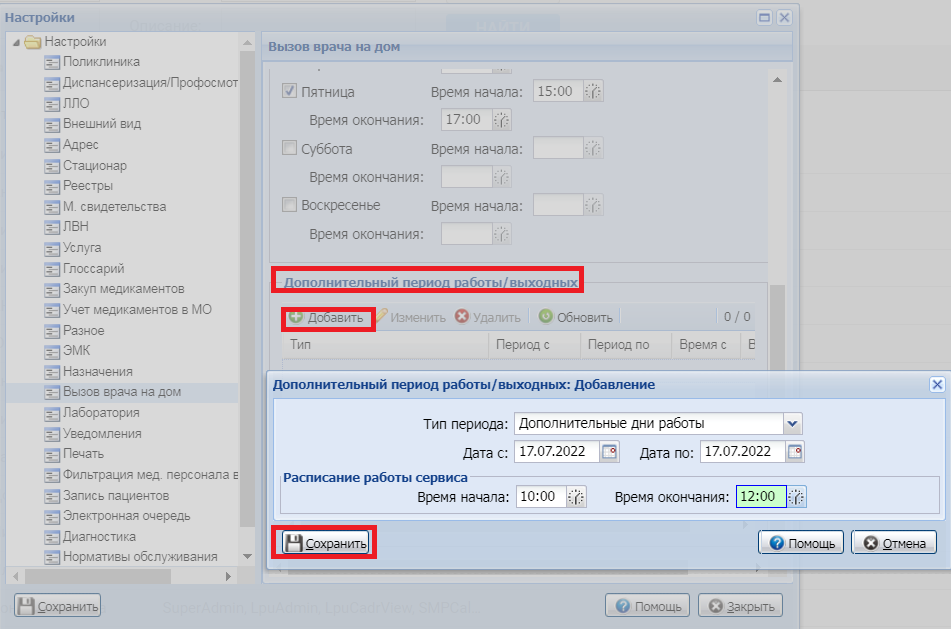 Настройки
Настройки
Поликлиника
Диспансеризация/Профосмот
ЛЛО
Внешний вид
Адрес
Стационар
Реестры
М. свидетельства
ЛВН
Услуга
Глоссарий
Закуп медикаментов
Учет медикаментов в МО
Разное
ЭМК
Назначения
Вызов врача на дом
Лаборатория
Уведомления
Печать
Фильтрация мед. персонала в
Запись пациентов
Электронная очередь
Диагностика
Нормативы обслуживания
Вызов врача на дом
Пятница Время начала: 15:00
Время окончания: 17:00
Суббота Время начала:
Время окончания:
Воскресенье Время начала:
Время окончания:
Дополнительный период работы/выходных
Добавить Изменить Удалить Обновить 0 / 0
Тип Период с Период по Время с В
Дополнительный период работы/выходных: Добавление
Тип периода: Дополнительные дни работы
Дата с: 17.07.2022 Дата по: 17.07.2022
Расписание работы сервиса
Время начала: 10:00 Время окончания: 12:00
Сохранить Помощь Отмена
Сохранить SuperAdmin, LpuAdmin, LpuCadrView, SMPCal... Помощь Закрыть